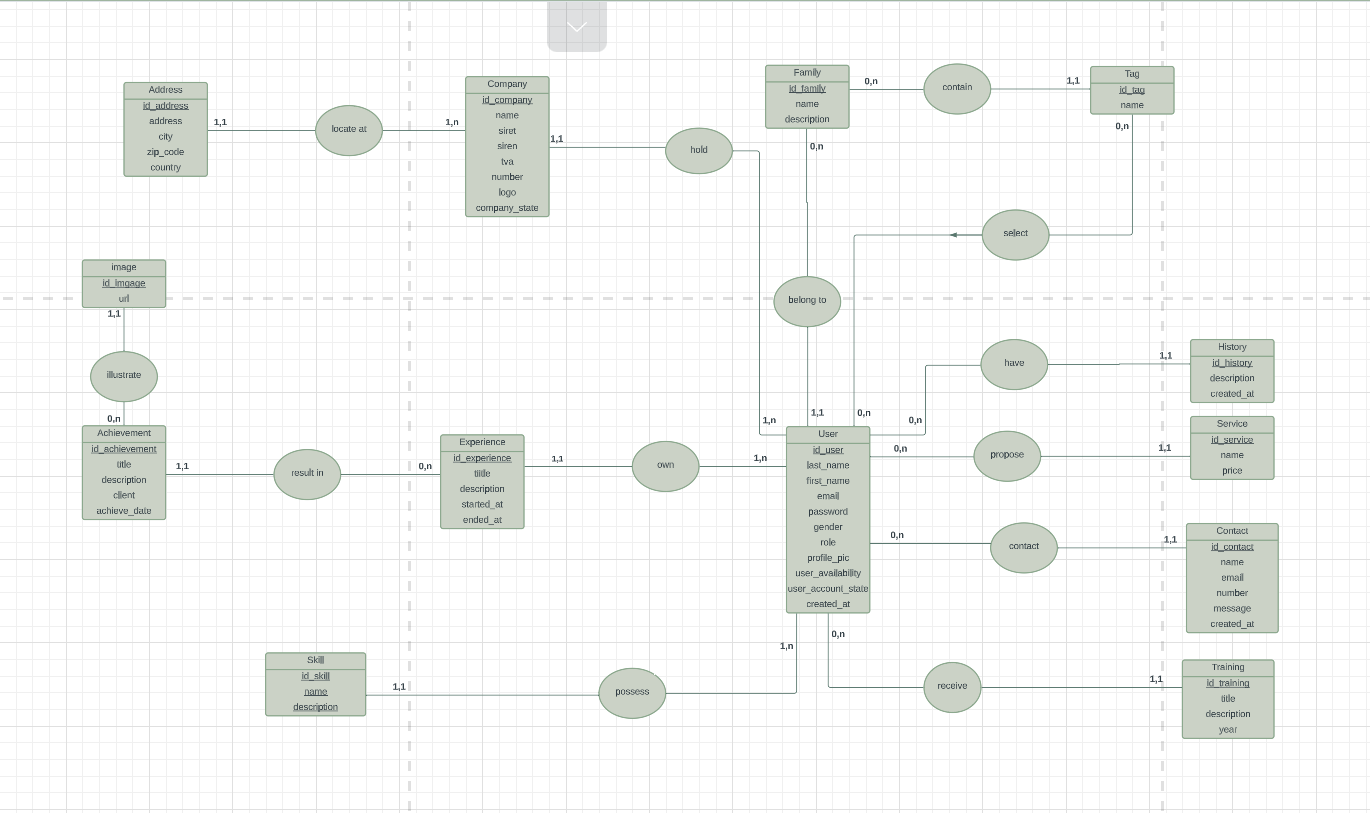 Address
id_address
address
city
zip_code
country
1,1
locate at
1,n
Company
id_company
name
siret
siren
tva
number
logo
company_state
1,1
hold
1,n
Family
id_family
name
description
0,n
contain
1,1
Tag
id_tag
name
0,n
select
0,n
0,n
belong to
1,1
image
id_imgage
url
1,1
illustrate
0,n
Achievement
id_achievement
title
description
client
achieve_date
1,1
result in
0,n
Experience
id_experience
tiltle
description
started_at
ended_at
1,1
own
1,n
User
id_user
last_name
first_name
email
password
gender
role
profile_pic
user_availability
user_account_state
created_at
0,n
have
1,1
History
id_history
description
created_at
0,n
propose
1,1
Service
id_service
name
price
0,n
contact
1,1
Contact
id_contact
name
email
number
message
created_at
Skill
id_skill
name
description
1,1
possess
1,n
0,n
receive
1,1
Training
id_training
title
description
year